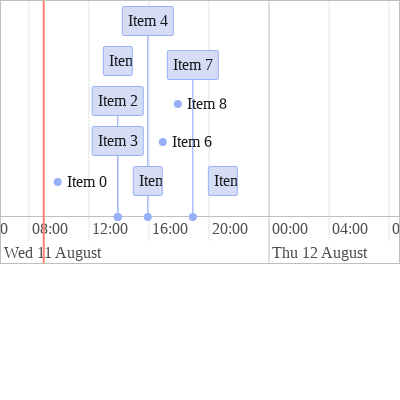 Item 4
Item 7
Item 2
Item 8
Item 3
Item 6
Item 0
08:00 12:00 16:00 20:00 00:00 04:00
Wed 11 August Thu 12 August